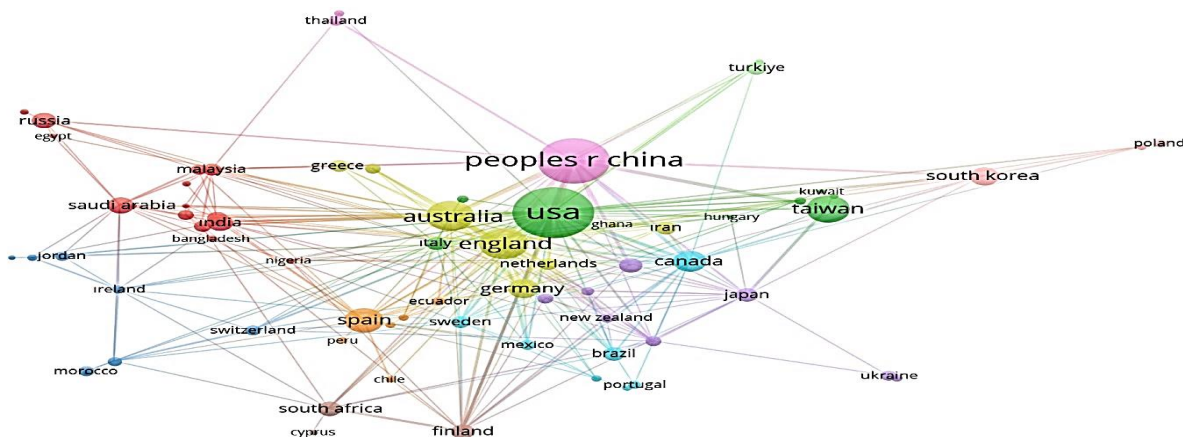 thailand
turkiye
russia
egypt
poland
peoples r china
greece
malaysia
south korea
kuwait
saudi arabia
india
australia
usa
taiwan
ghana
hungary
iran
bangladesh
italy
england
jordan
nigeria
netherlands
canada
ireland
germany
japan
ecuador
switzerland
spain
sweden
new zealand
peru
mexico
brazil
morocco
chile
portugal
ukraine
south africa
cyprus
finland